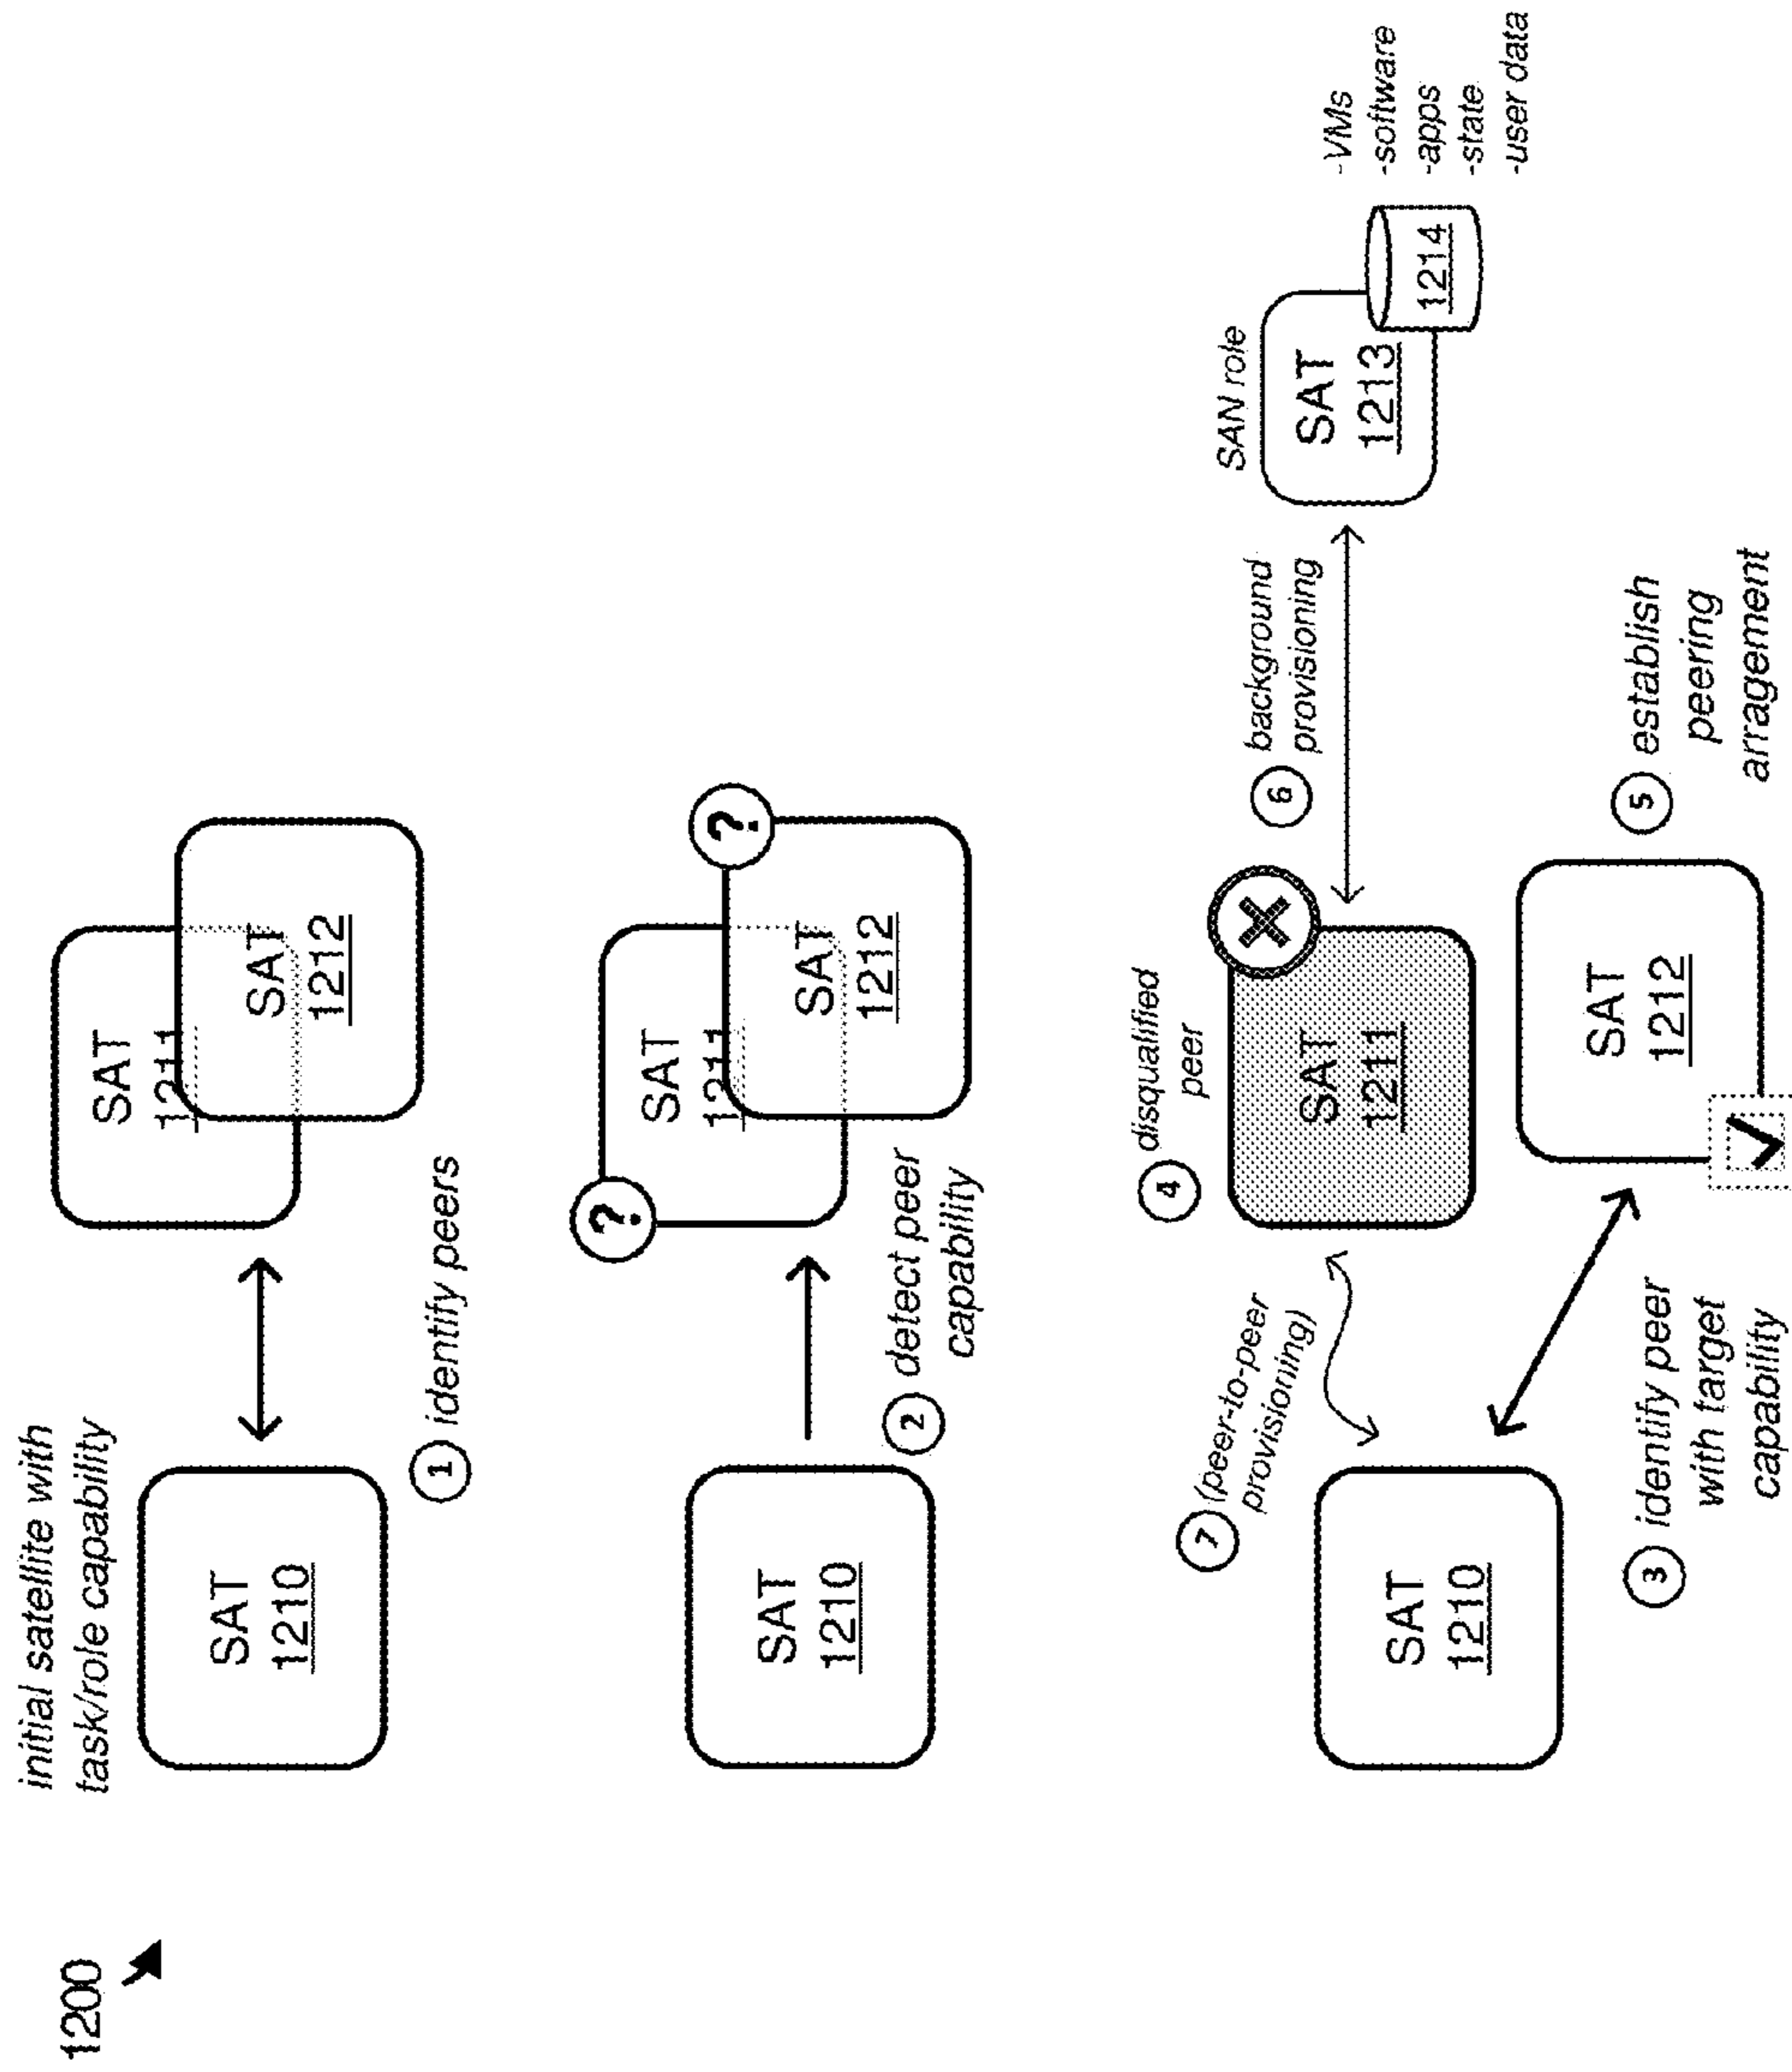 1200
initial satellite with
task/role capability
SAT
1210
SAT
1211
SAT
1212
1 identify peers
SAT
1210
?
SAT
1211
?
SAT
1212
2 detect peer
capability
4 disqualified
peer
7 (peer-to-peer
provisioning)
SAT
1210
SAT
1211
6 background
provisioning
SAN role
SAT
1213
1214
-VMs
-software
-apps
-state
-user data
3 identify peer
with target
capability
SAT
1212
5 establish
peering
arragement